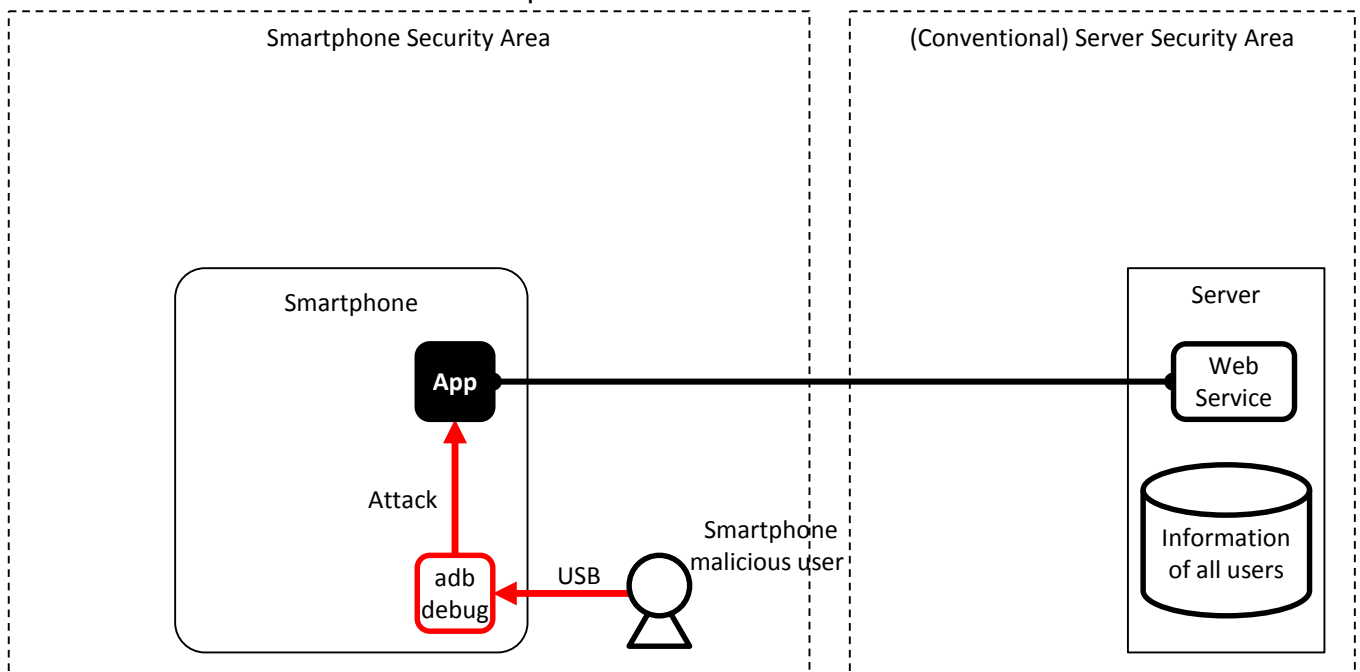 Smartphone Security Area
(Conventional) Server Security Area
Smartphone
Server
App
Web
Service
Attack
Smartphone
malicious user
Information
of all users
adb
debug
USB